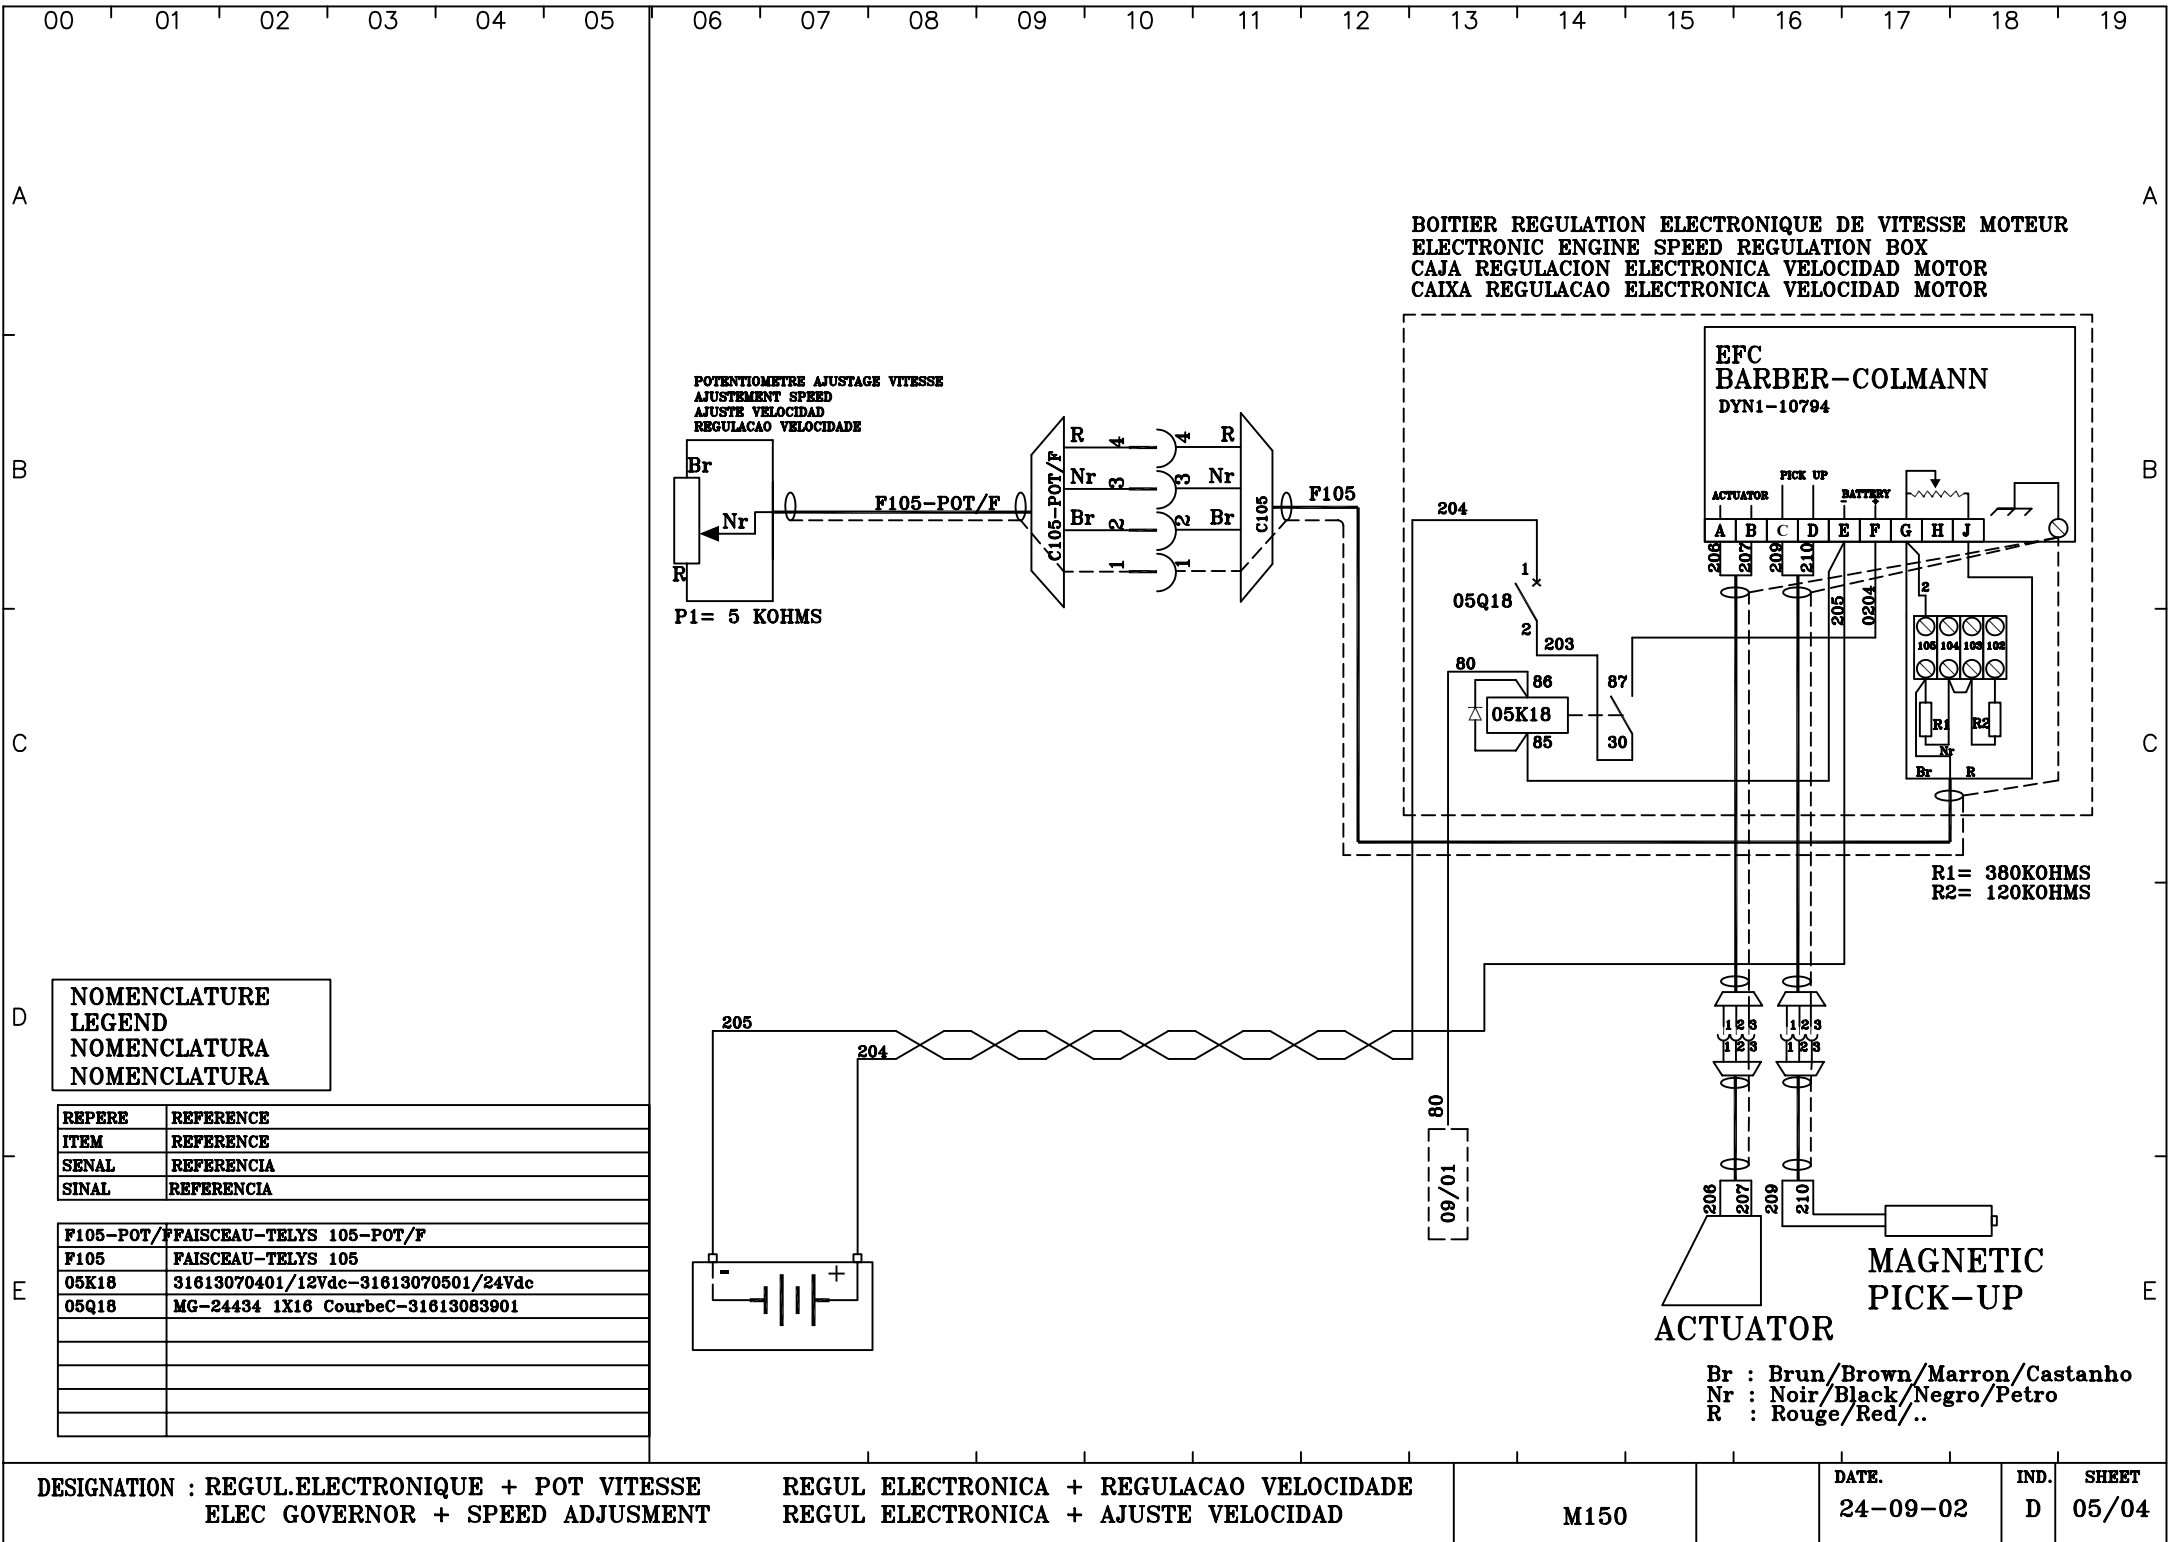 00 01 02 03 04 05 06 07 08 09 10 11 12 13 14 15 16 17 18 19
A
A
BOITIER REGULATION ELECTRONIQUE DE VITESSE MOTEUR
ELECTRONIC ENGINE SPEED REGULATION BOX
CAJA REGULACION ELECTRONICA VELOCIDAD MOTOR
CAIXA REGULACAO ELECTRONICA VELOCIDAD MOTOR
EFC
BARBER-COLMANN
DYN1-10794
POTENTIOMETRE AJUSTAGE VITESSE
AJUSTEMENT SPEED
AJUSTE VELOCIDAD
REGULACAO VELOCIDADE
B
B
Br
Nr
R
P1= 5 KOHMS
F105-POT/F
C105-POT/F
R 4 4 R
Nr 3 3 Nr
Br 2 2 Br
1 1
C105
F105
PICK UP
ACTUATOR
- BATTERY +
A B C D E F G H J
206 207 209 210
205 0204
2
204
1
05Q18
2
203
80
86
87
05K18
85
30
105 104 103 102
R1 R2
Nr
Br R
C
C
R1= 380KOHMS
R2= 120KOHMS
D
D
NOMENCLATURE
LEGEND
NOMENCLATURA
NOMENCLATURA
205
204
1 2 3
1 2 3
1 2 3
1 2 3
80
09/01
206 207 209 210
REPERE REFERENCE
ITEM REFERENCE
SENAL REFERENCIA
SINAL REFERENCIA
F105-POT/F FAISCEAU-TELYS 105-POT/F
F105 FAISCEAU-TELYS 105
05K18 31613070401/12Vdc-31613070501/24Vdc
05Q18 MG-24434 1X16 CourbeC-31613083901
E
E
- +
MAGNETIC
PICK-UP
ACTUATOR
Br : Brun/Brown/Marron/Castanho
Nr : Noir/Black/Negro/Petro
R : Rouge/Red/..
DESIGNATION : REGUL.ELECTRONIQUE + POT VITESSE
ELEC GOVERNOR + SPEED ADJUSMENT
REGUL ELECTRONICA + REGULACAO VELOCIDADE
REGUL ELECTRONICA + AJUSTE VELOCIDAD
M150
DATE.
24-09-02
IND.
D
SHEET
05/04